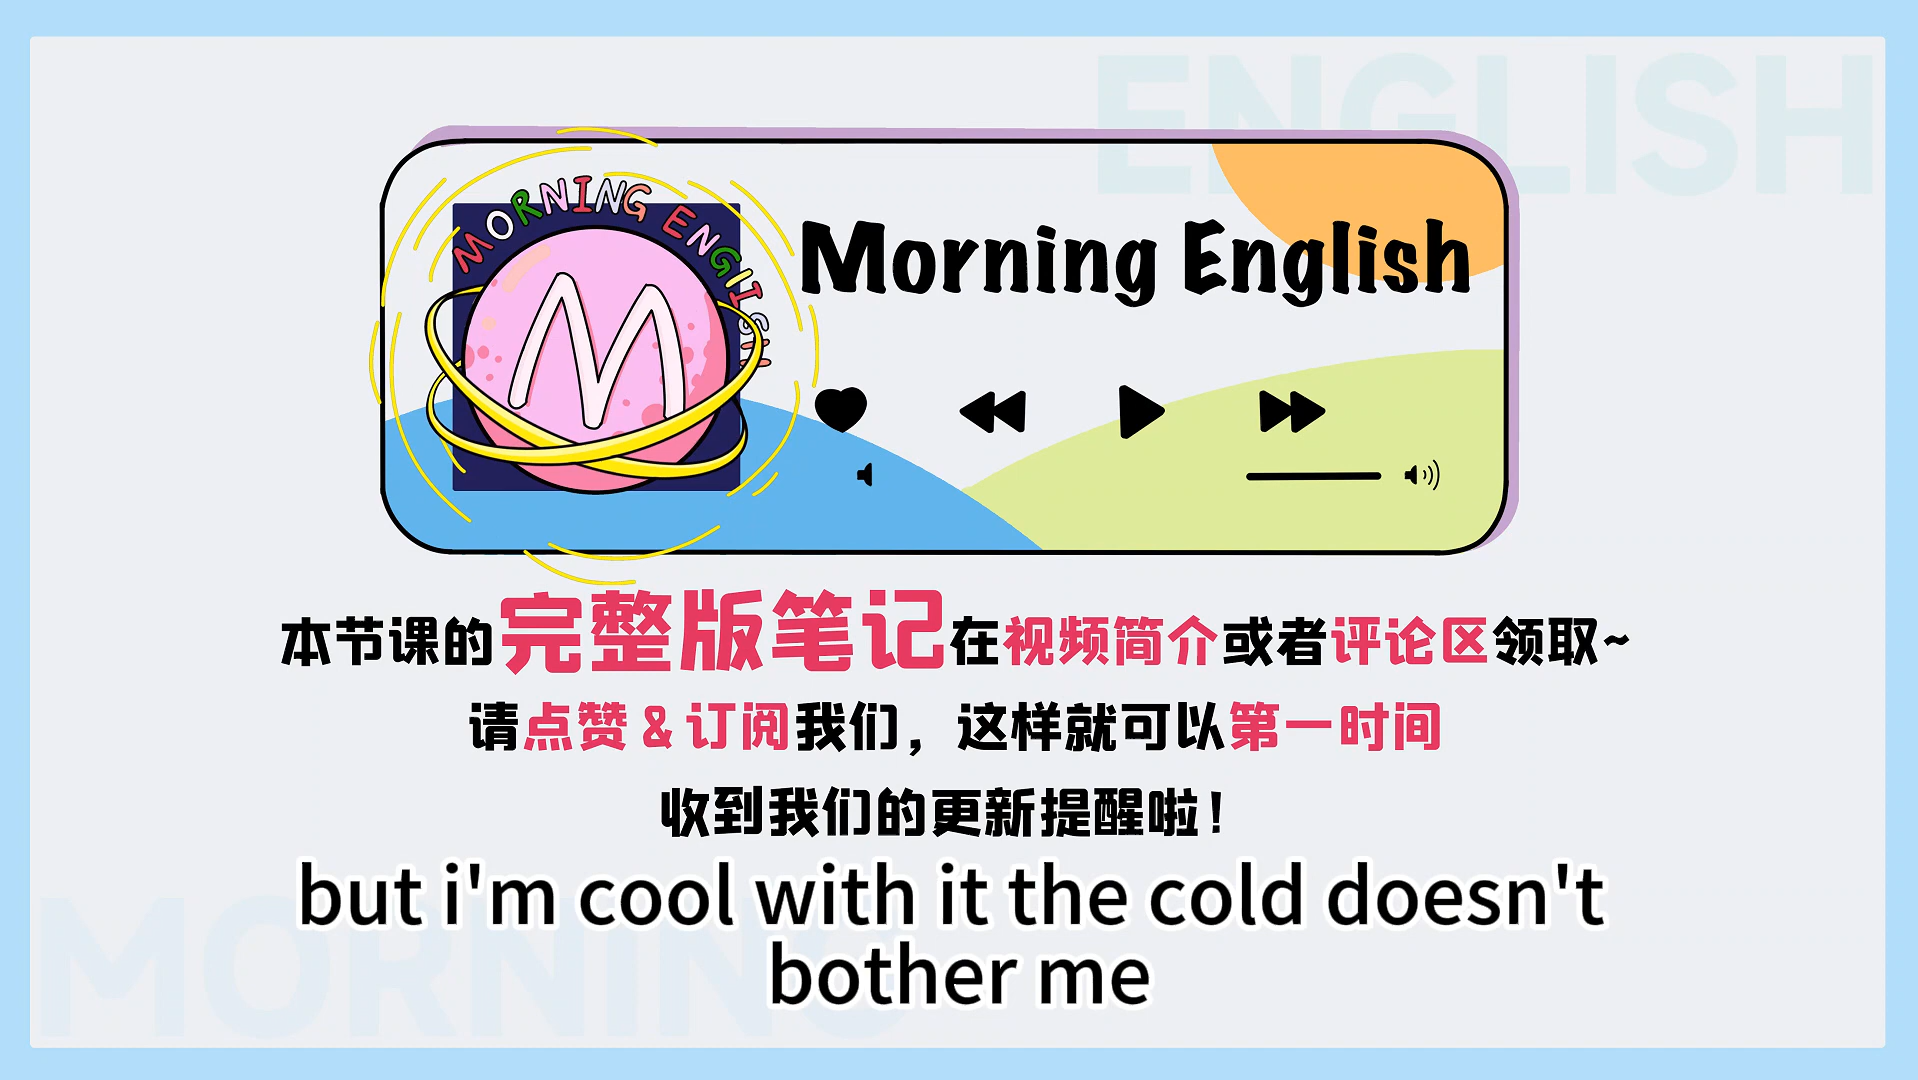 ENGLISH
MORNING ENGLISH
M
Morning English
本节课的完整版笔记在视频简介或者评论区领取~
请点赞&订阅我们，这样就可以第一时间
收到我们的更新提醒啦！
but i'm cool with it the cold doesn't
bother me
MORNING